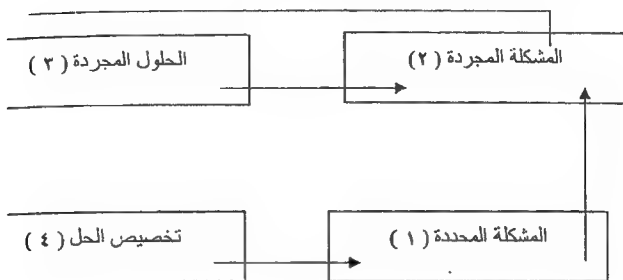 المشكلة المجردة ( ٢ )
الحلول المجردة ( ٣ )
المشكلة المحددة ( ١ )
تخصيص الحل ( ٤ )